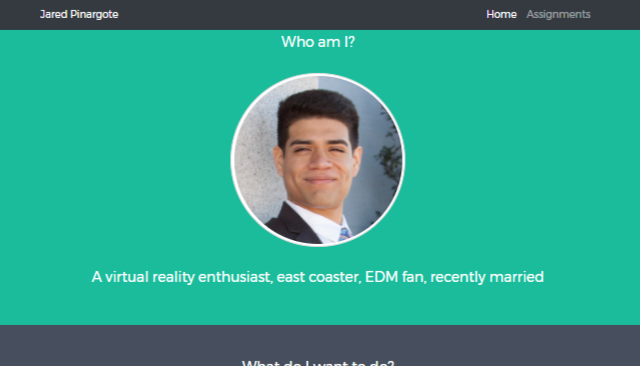 Jared Pinargote Home Assignments
Who am I?
A virtual reality enthusiast, east coaster, EDM fan, recently married
What do I want to do?